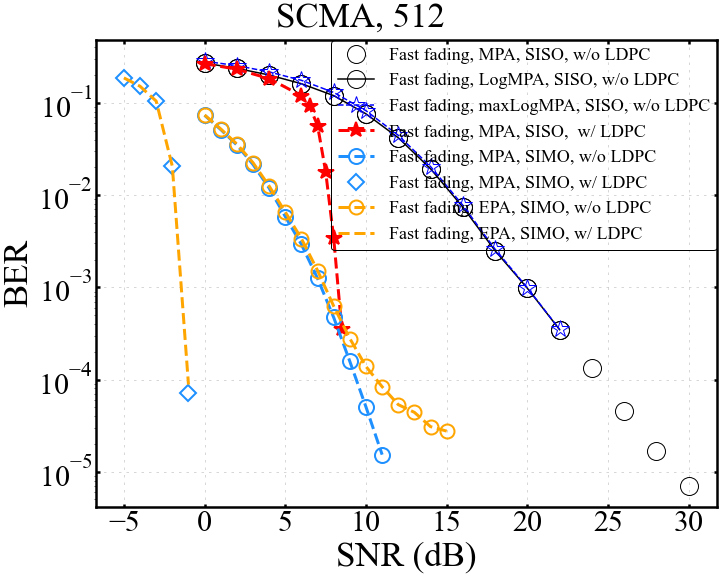 SCMA, 512
Fast fading, MPA, SISO, w/o LDPC
Fast fading, LogMPA, SISO, w/o LDPC
Fast fading, maxLogMPA, SISO, w/o LDPC
Fast fading, MPA, SISO,  w/ LDPC
Fast fading, MPA, SIMO, w/o LDPC
Fast fading, MPA, SIMO, w/ LDPC
Fast fading, EPA, SIMO, w/o LDPC
Fast fading, EPA, SIMO, w/ LDPC
BER
10⁻¹
10⁻²
10⁻³
10⁻⁴
10⁻⁵
−5 0 5 10 15 20 25 30
SNR (dB)